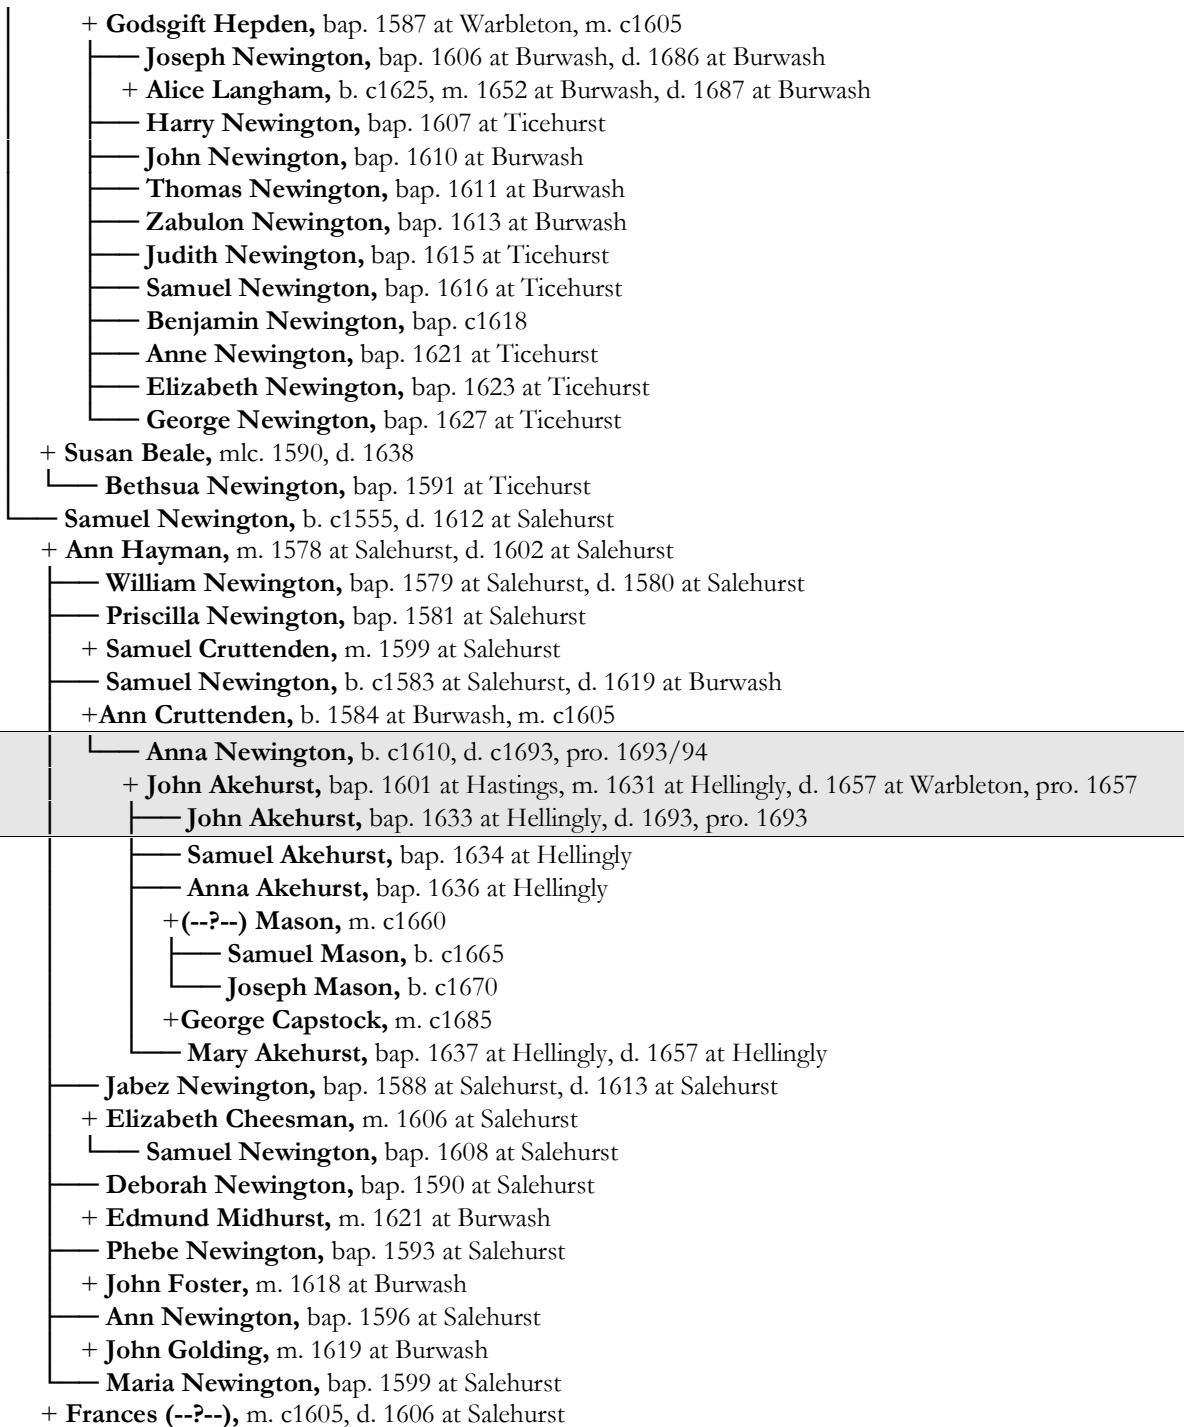 + Godsgift Hepden, bap. 1587 at Warbleton, m. c1605
Joseph Newington, bap. 1606 at Burwash, d. 1686 at Burwash
+ Alice Langham, b. c1625, m. 1652 at Burwash, d. 1687 at Burwash
Harry Newington, bap. 1607 at Ticehurst
John Newington, bap. 1610 at Burwash
Thomas Newington, bap. 1611 at Burwash
Zabulon Newington, bap. 1613 at Burwash
Judith Newington, bap. 1615 at Ticehurst
Samuel Newington, bap. 1616 at Ticehurst
Benjamin Newington, bap. c1618
Anne Newington, bap. 1621 at Ticehurst
Elizabeth Newington, bap. 1623 at Ticehurst
George Newington, bap. 1627 at Ticehurst
+ Susan Beale, mlc. 1590, d. 1638
Bethsua Newington, bap. 1591 at Ticehurst
Samuel Newington, b. c1555, d. 1612 at Salehurst
+ Ann Hayman, m. 1578 at Salehurst, d. 1602 at Salehurst
William Newington, bap. 1579 at Salehurst, d. 1580 at Salehurst
Priscilla Newington, bap. 1581 at Salehurst
+ Samuel Cruttenden, m. 1599 at Salehurst
Samuel Newington, b. c1583 at Salehurst, d. 1619 at Burwash
+Ann Cruttenden, b. 1584 at Burwash, m. c1605
Anna Newington, b. c1610, d. c1693, pro. 1693/94
+ John Akehurst, bap. 1601 at Hastings, m. 1631 at Hellingly, d. 1657 at Warbleton, pro. 1657
John Akehurst, bap. 1633 at Hellingly, d. 1693, pro. 1693
Samuel Akehurst, bap. 1634 at Hellingly
Anna Akehurst, bap. 1636 at Hellingly
+(--?--) Mason, m. c1660
Samuel Mason, b. c1665
Joseph Mason, b. c1670
+George Capstock, m. c1685
Mary Akehurst, bap. 1637 at Hellingly, d. 1657 at Hellingly
Jabez Newington, bap. 1588 at Salehurst, d. 1613 at Salehurst
+ Elizabeth Cheesman, m. 1606 at Salehurst
Samuel Newington, bap. 1608 at Salehurst
Deborah Newington, bap. 1590 at Salehurst
+ Edmund Midhurst, m. 1621 at Burwash
Phebe Newington, bap. 1593 at Salehurst
+ John Foster, m. 1618 at Burwash
Ann Newington, bap. 1596 at Salehurst
+ John Golding, m. 1619 at Burwash
Maria Newington, bap. 1599 at Salehurst
+ Frances (--?--), m. c1605, d. 1606 at Salehurst